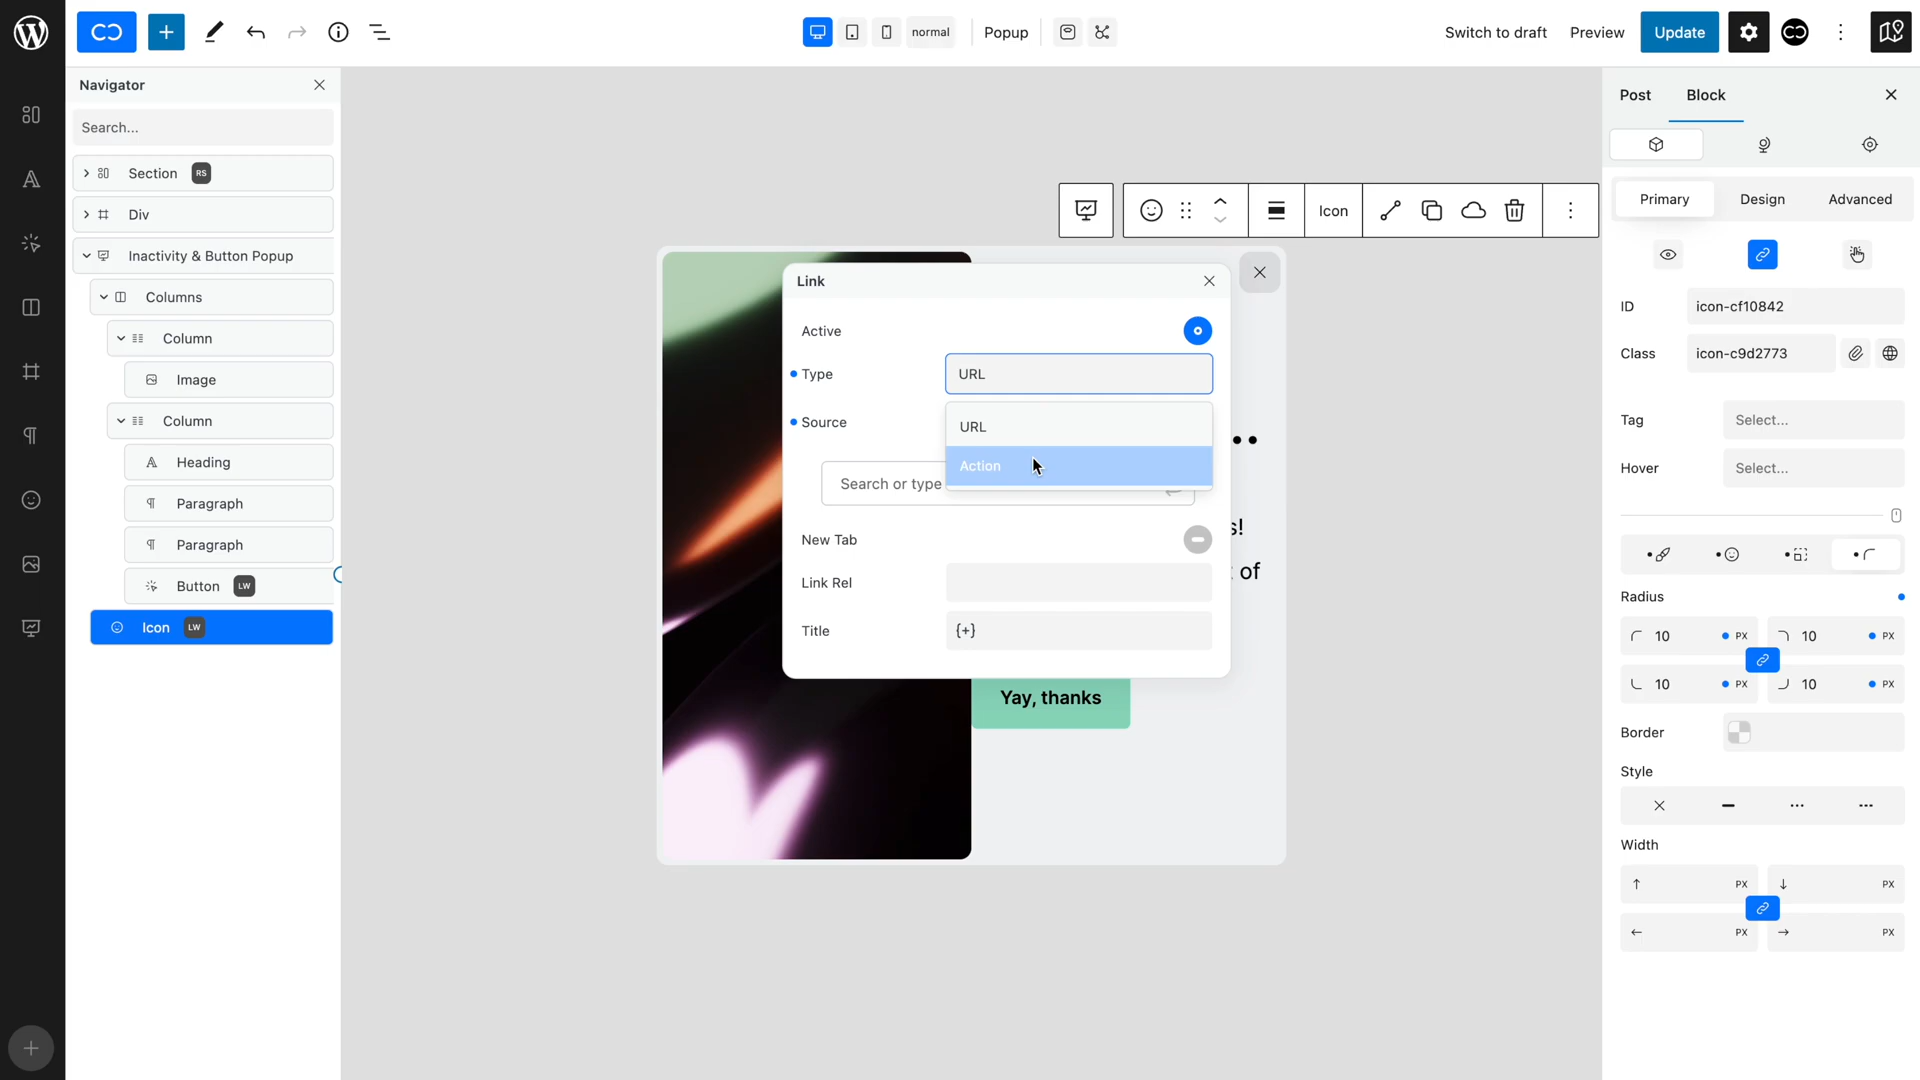 normal
Popup
Switch to draft
Preview
Update
Navigator
Search...
Section RS
Div
Inactivity & Button Popup
Columns
Column
Image
Column
Heading
Paragraph
Paragraph
Button LW
Icon LW
Icon
Link
Active
Type
URL
Source
URL
Action
Search or type
New Tab
Link Rel
Title
{+}
s!
of
Yay, thanks
Post
Block
Primary
Design
Advanced
ID
icon-cf10842
Class
icon-c9d2773
Tag
Select...
Hover
Select...
Radius
10 PX
10 PX
10 PX
10 PX
Border
Style
Width
PX
PX
PX
PX